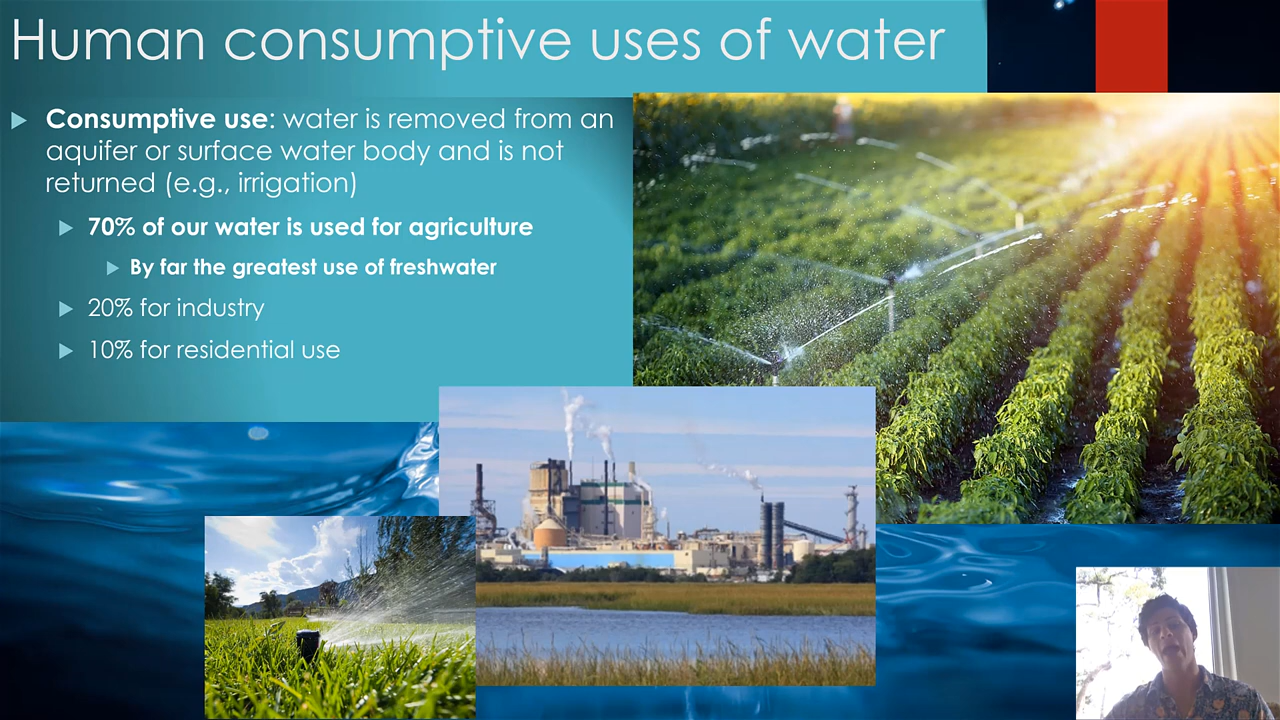 Human consumptive uses of water
Consumptive use: water is removed from an
aquifer or surface water body and is not
returned (e.g., irrigation)
70% of our water is used for agriculture
By far the greatest use of freshwater
20% for industry
10% for residential use